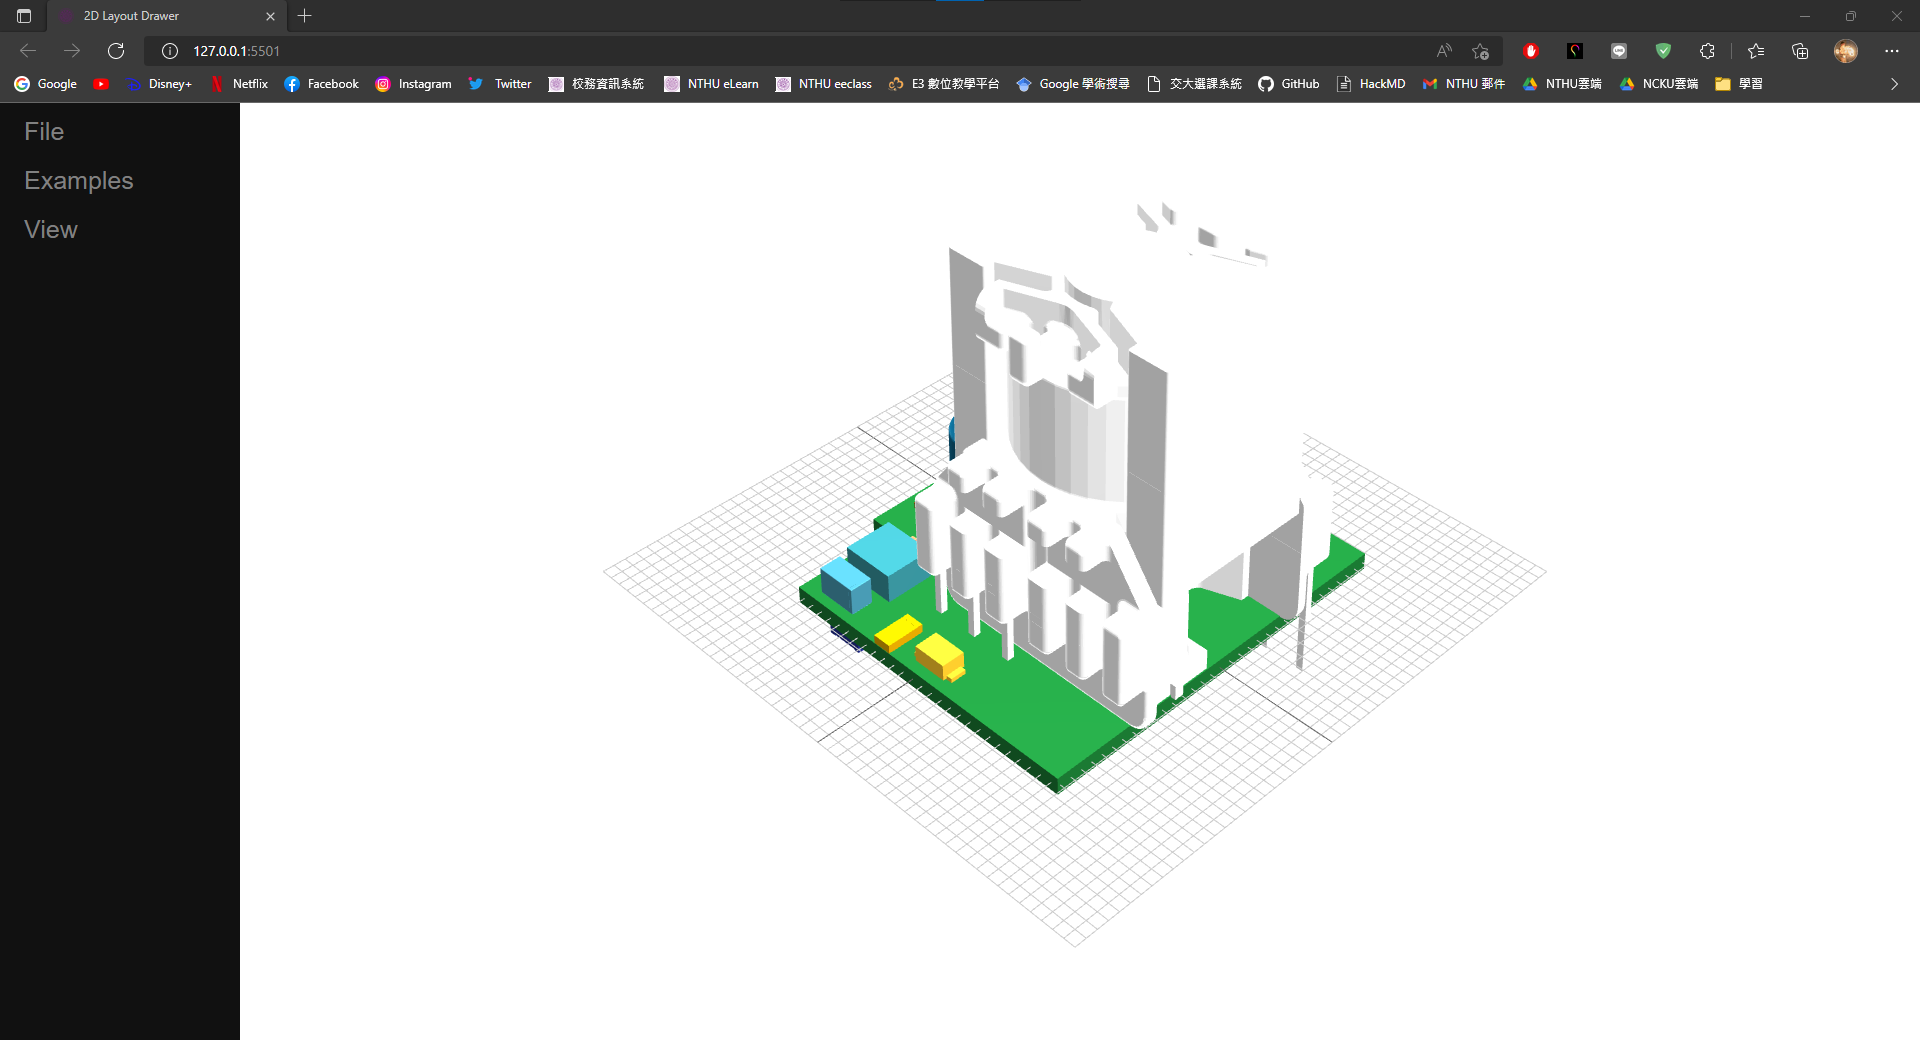 2D Layout Drawer
127.0.0.1:5501
Google Disney+ Netflix Facebook Instagram Twitter 校務資訊系統 NTHU eLearn NTHU eeclass E3 數位教學平台 Google 學術搜尋 交大選課系統 GitHub HackMD NTHU 郵件 NTHU雲端 NCKU雲端 學習
File
Examples
View